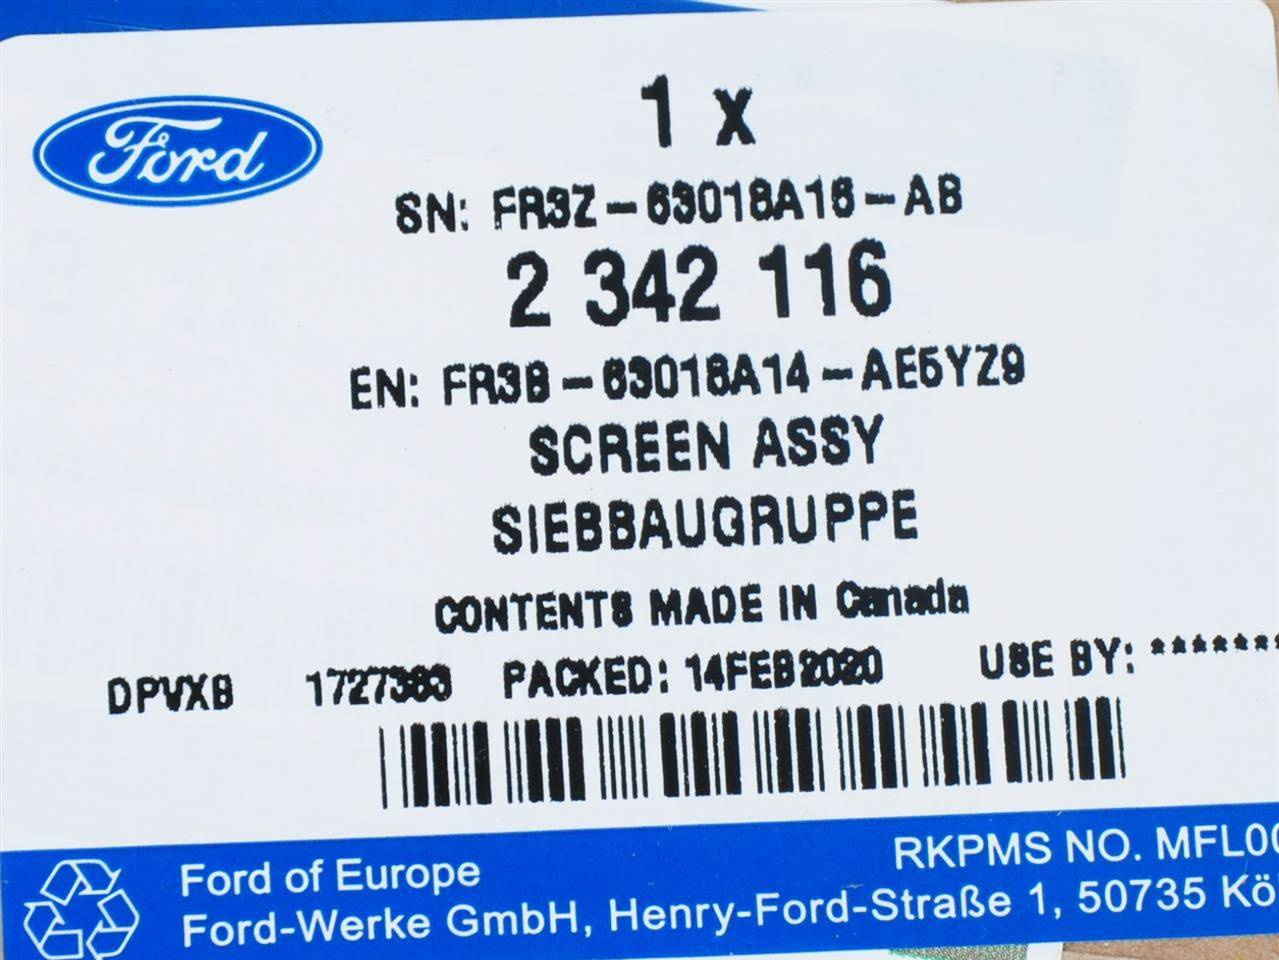 Ford
1 x
SN: FR3Z-63018A16-AB
2 342 116
EN: FR3B-63018A14-AE5YZ9
SCREEN ASSY
SIEBBAUGRUPPE
CONTENTS MADE IN Canada
DPVXB 1727383 PACKED: 14FEB2020 USE BY: *******
RKPMS NO. MFL00
Ford of Europe
Ford-Werke GmbH, Henry-Ford-Straße 1, 50735 Kö